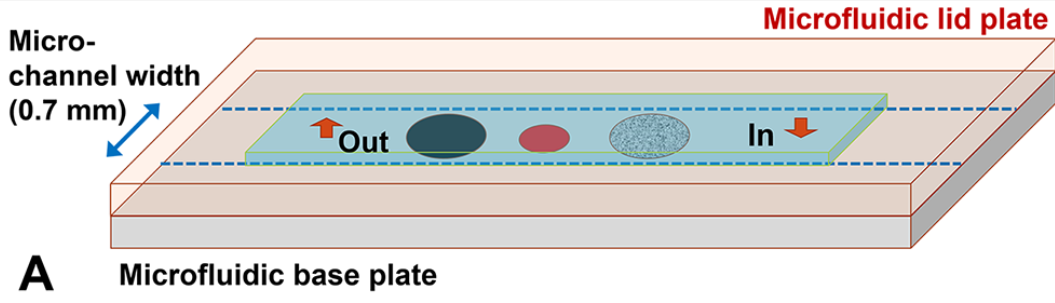 Microfluidic lid plate
Micro-
channel width
(0.7 mm)
Out
In
A
Microfluidic base plate